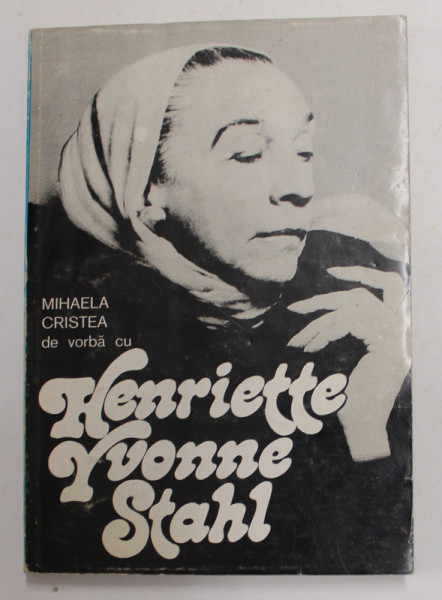 MIHAELA
CRISTEA
de vorbă cu
Henriette
Yvonne
Stahl